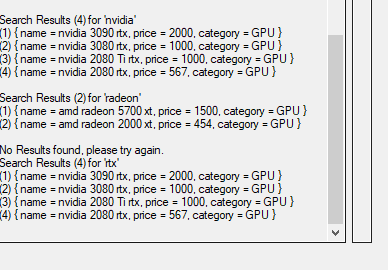 Search Results (4) for 'nvidia'
(1) { name = nvidia 3090 rtx, price = 2000, category = GPU }
(2) { name = nvidia 3080 rtx, price = 1000, category = GPU }
(3) { name = nvidia 2080 Ti rtx, price = 1000, category = GPU }
(4) { name = nvidia 2080 rtx, price = 567, category = GPU }
Search Results (2) for 'radeon'
(1) { name = amd radeon 5700 xt, price = 1500, category = GPU }
(2) { name = amd radeon 2000 xt, price = 454, category = GPU }
No Results found, please try again.
Search Results (4) for 'rtx'
(1) { name = nvidia 3090 rtx, price = 2000, category = GPU }
(2) { name = nvidia 3080 rtx, price = 1000, category = GPU }
(3) { name = nvidia 2080 Ti rtx, price = 1000, category = GPU }
(4) { name = nvidia 2080 rtx, price = 567, category = GPU }